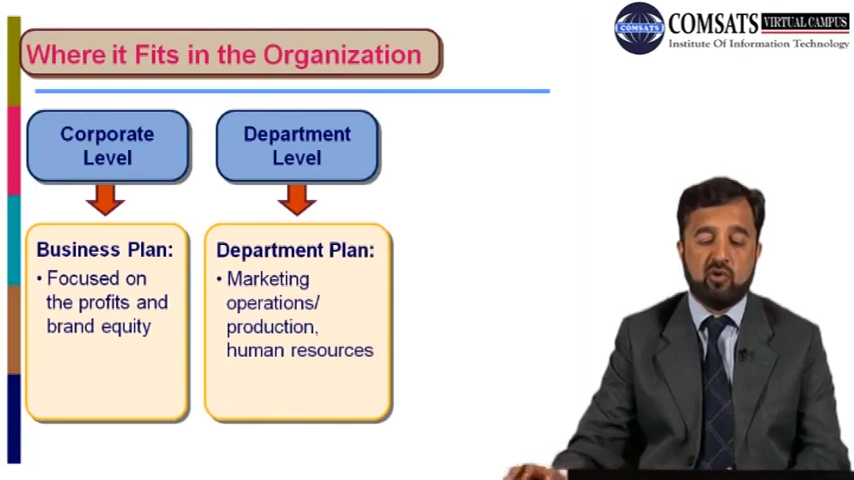 Where it Fits in the Organization
COMSATS
COMSATS VIRTUAL CAMPUS
Institute Of Information Technology
Corporate
Level
Department
Level
Business Plan:
• Focused on
the profits and
brand equity
Department Plan:
• Marketing
operations/
production,
human resources